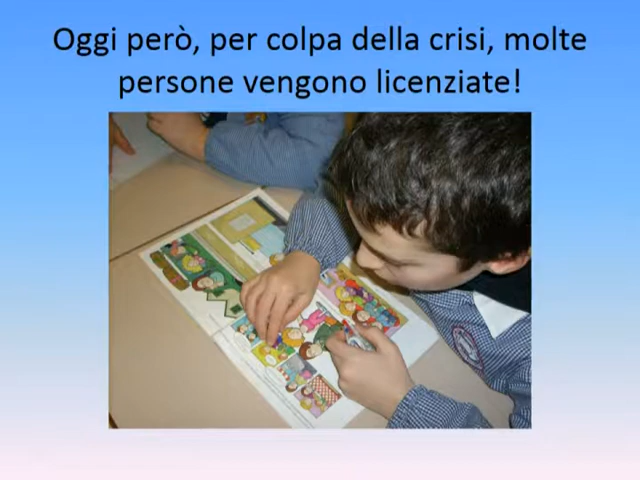 Oggi però, per colpa della crisi, molte
persone vengono licenziate!